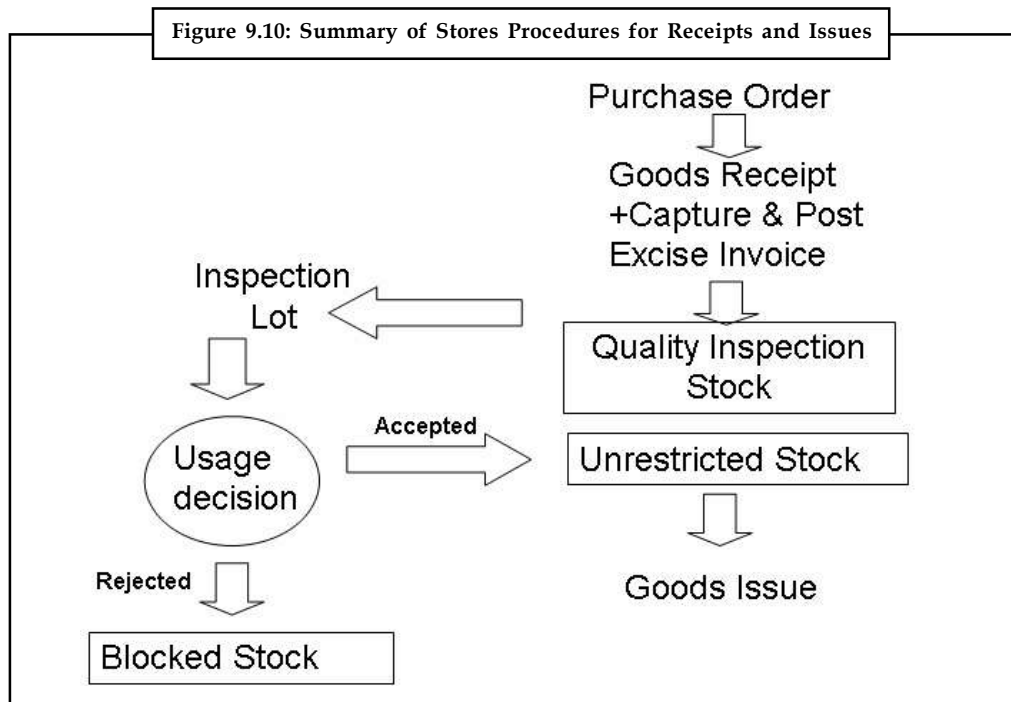 Figure 9.10: Summary of Stores Procedures for Receipts and Issues
Purchase Order
Goods Receipt
+Capture & Post
Excise Invoice
Inspection
Lot
Quality Inspection
Stock
Accepted
Usage
decision
Unrestricted Stock
Rejected
Goods Issue
Blocked Stock